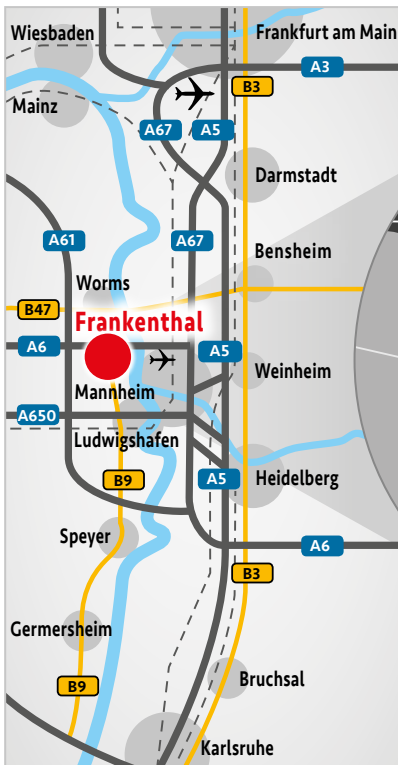 Wiesbaden
Frankfurt am Main
A3
B3
Mainz
A67
A5
Darmstadt
A61
A67
Bensheim
Worms
B47
Frankenthal
A6
A5
Weinheim
Mannheim
A650
Ludwigshafen
B9
A5
Heidelberg
Speyer
A6
B3
Germersheim
B9
Bruchsal
Karlsruhe